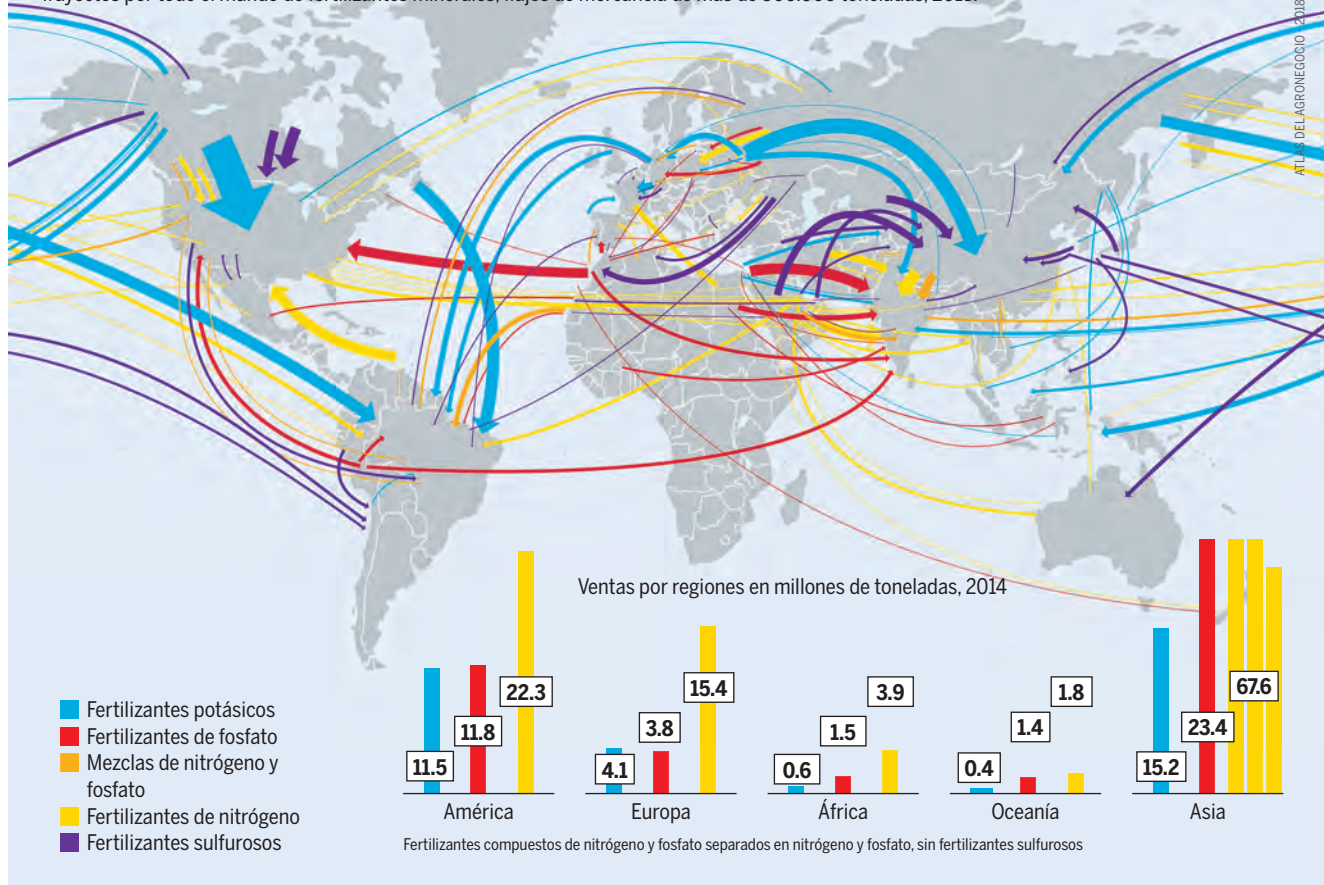 ATLAS DEL AGRONEGOCIO - 2018
Ventas por regiones en millones de toneladas, 2014
Fertilizantes potásicos
Fertilizantes de fosfato
Mezclas de nitrógeno y
fosfato
Fertilizantes de nitrógeno
Fertilizantes sulfurosos
11.5
11.8
22.3
América
4.1
3.8
15.4
Europa
0.6
1.5
3.9
África
0.4
1.4
1.8
Oceanía
15.2
23.4
67.6
Asia
Fertilizantes compuestos de nitrógeno y fosfato separados en nitrógeno y fosfato, sin fertilizantes sulfurosos